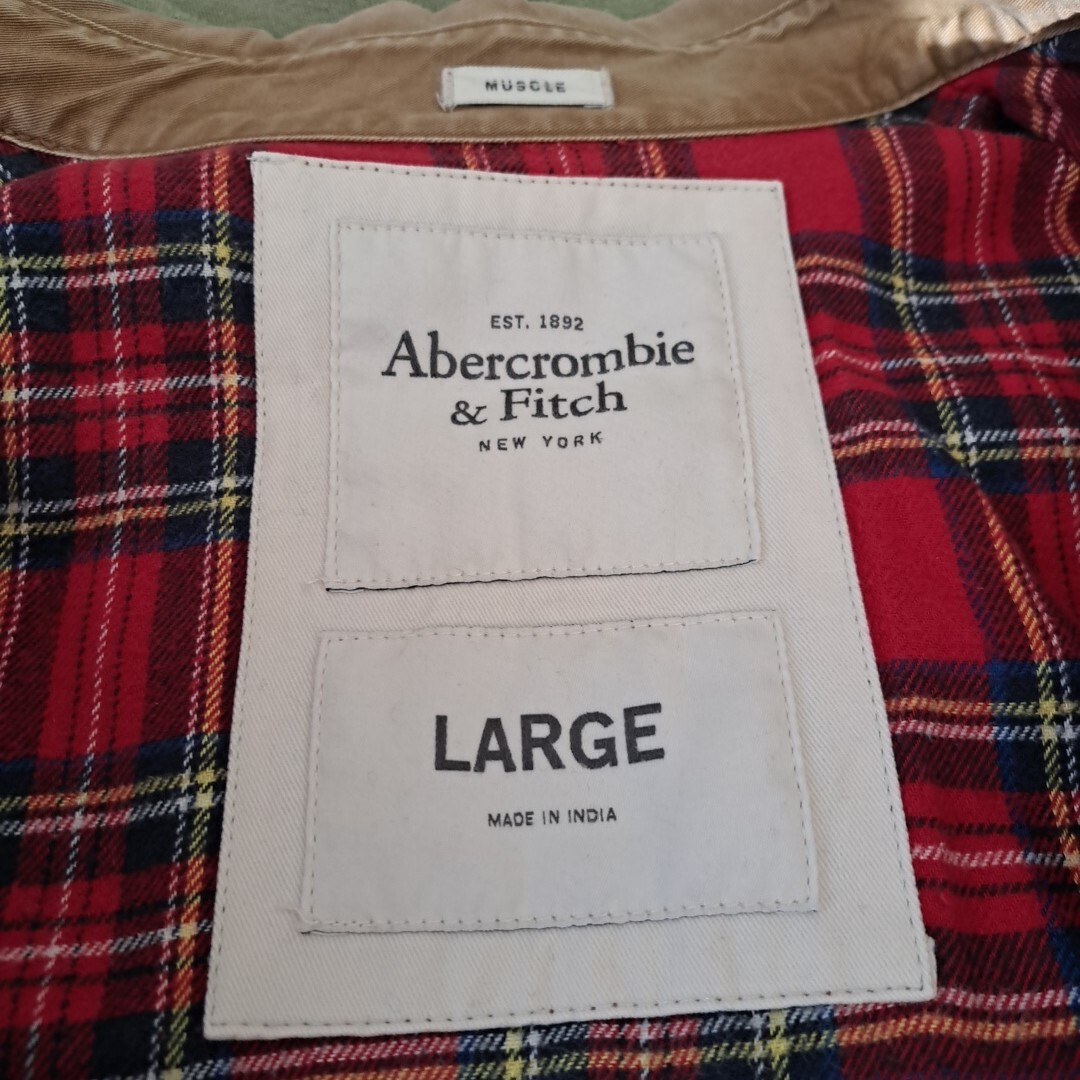 MUSCLE
EST. 1892
Abercrombie
& Fitch
NEW YORK
LARGE
MADE IN INDIA